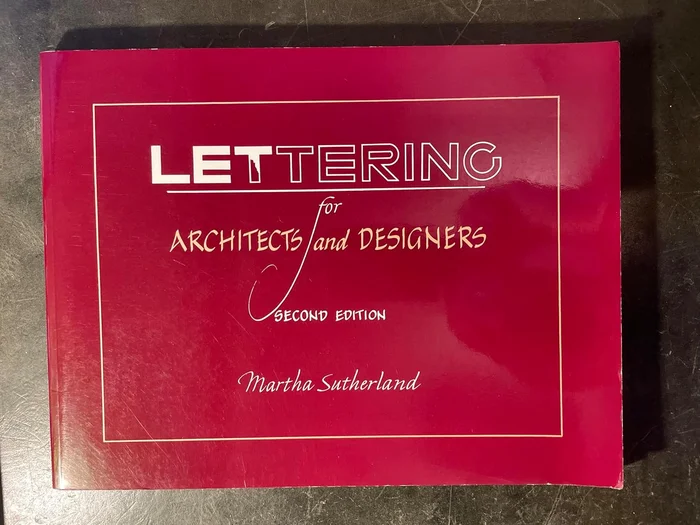 LETTERING
for
ARCHITECTS and DESIGNERS
SECOND EDITION
Martha Sutherland